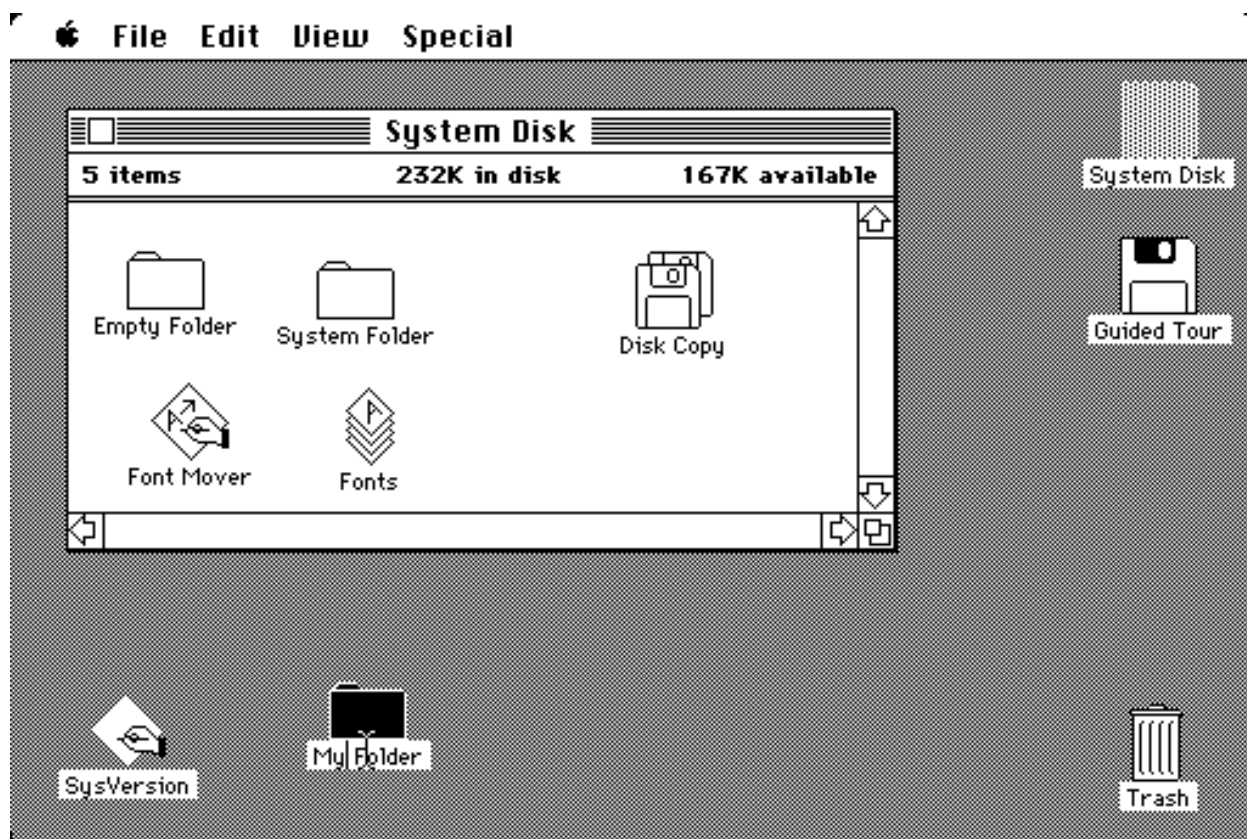 File Edit View Special
System Disk
5 items 232K in disk 167K available
Empty Folder System Folder Disk Copy
Font Mover Fonts
System Disk
Guided Tour
SysVersion
My Folder
Trash